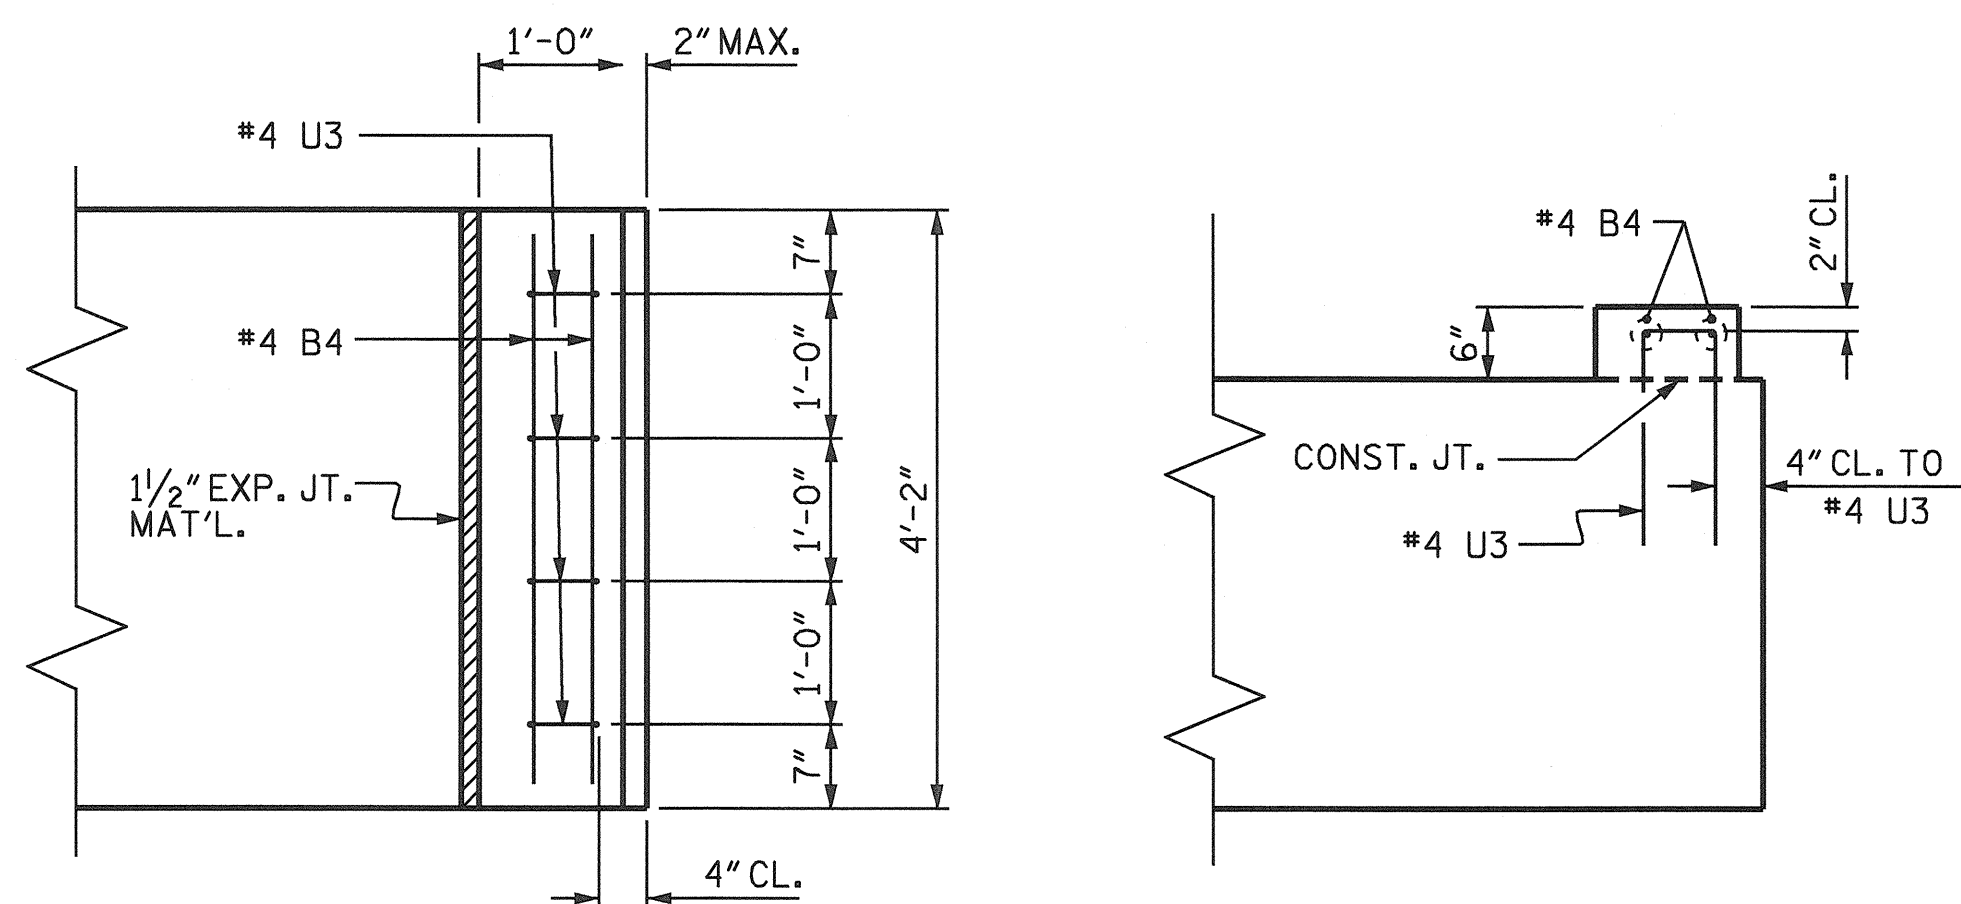 1'-0"
2" MAX.
#4 U3
7"
#4 B4
1'-0"
1½" EXP. JT.
MAT'L.
1'-0"
4'-2"
1'-0"
7"
4" CL.
#4 B4
2" CL.
6"
CONST. JT.
4" CL. TO
#4 U3
#4 U3